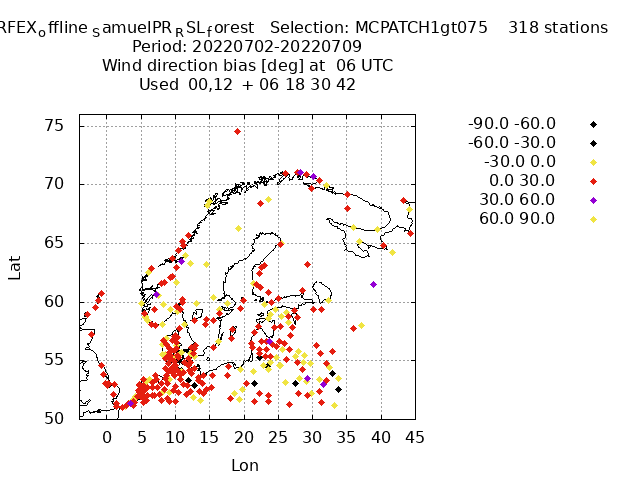 RFEXoffline SamuelPRRSLforest Selection: MCPATCH1gt075 318 stations
Period: 20220702-20220709
Wind direction bias [deg] at 06 UTC
Used 00,12 + 06 18 30 42
-90.0 -60.0
-60.0 -30.0
-30.0 0.0
0.0 30.0
30.0 60.0
60.0 90.0
75
70
65
60
55
50
Lat
0 5 10 15 20 25 30 35 40 45
Lon